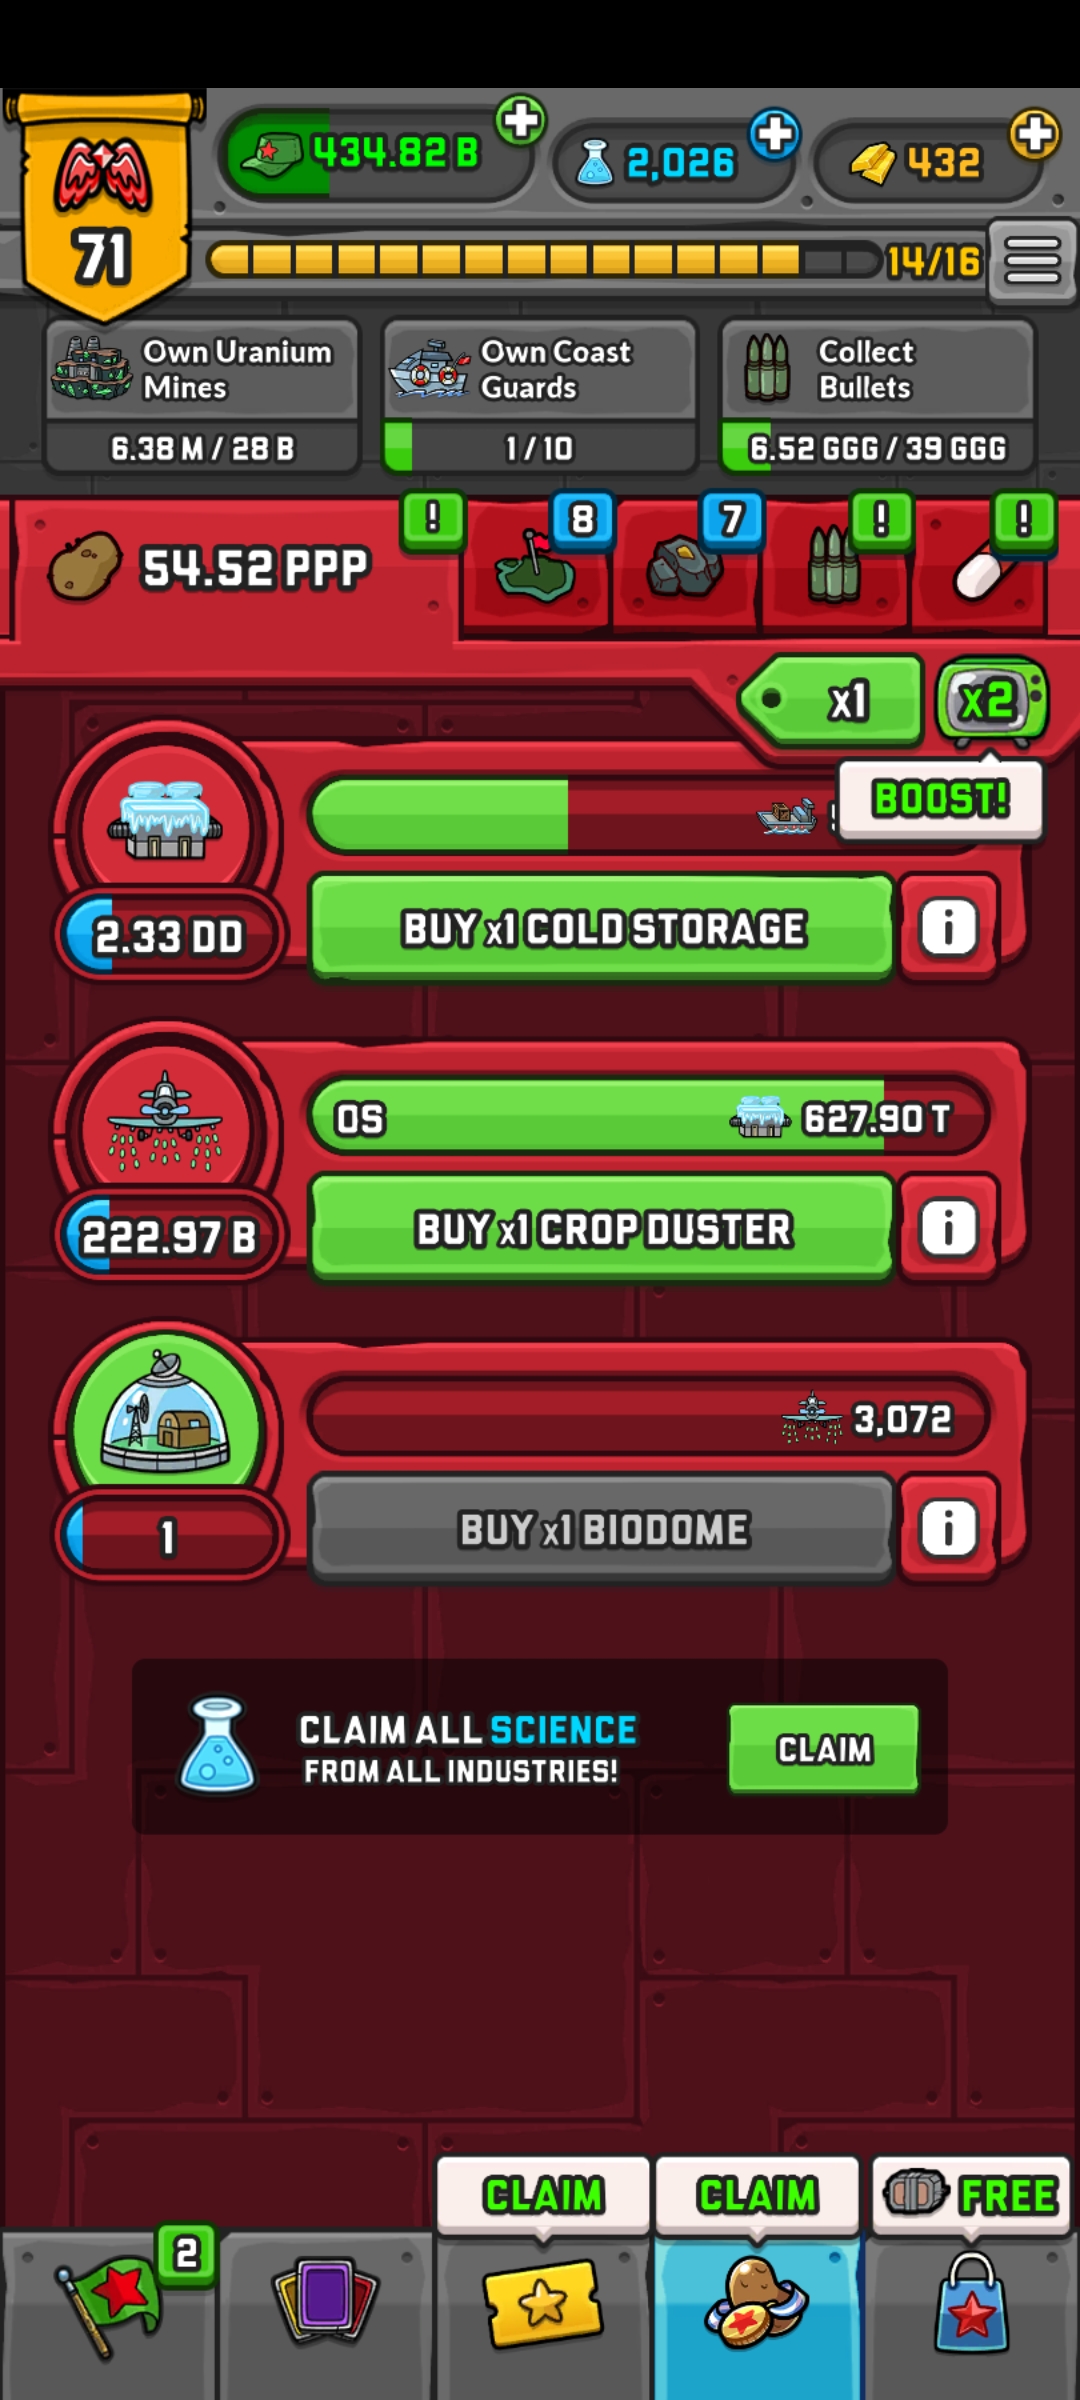 434.82 B
2,026
432
71
14/16
Own Uranium
Mines
6.38 M / 28 B
Own Coast
Guards
1 / 10
Collect
Bullets
6.52 GGG / 39 GGG
54.52 PPP
!
8
7
!
!
x1
x2
BOOST!
2.33 DD
BUY x1 COLD STORAGE
i
0S
627.90 T
222.97 B
BUY x1 CROP DUSTER
i
3,072
1
BUY x1 BIODOME
i
CLAIM ALL SCIENCE
FROM ALL INDUSTRIES!
CLAIM
CLAIM
CLAIM
FREE
2